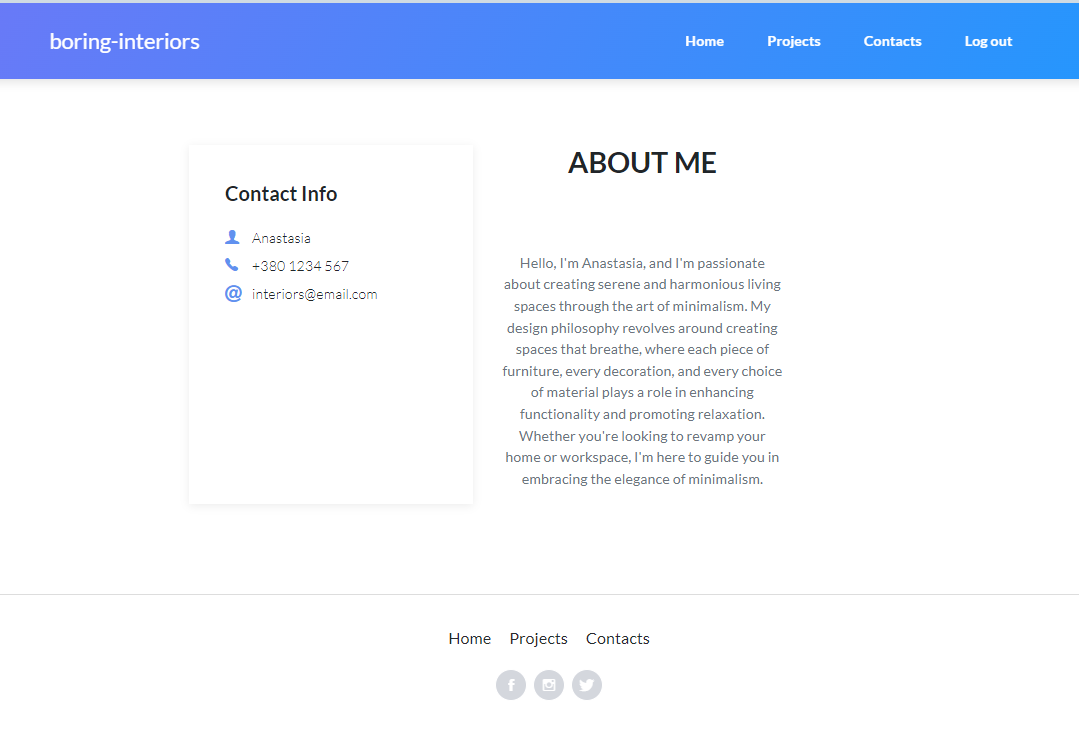 boring-interiors
Home Projects Contacts Log out
Contact Info
Anastasia
+380 1234 567
interiors@email.com
ABOUT ME
Hello, I'm Anastasia, and I'm passionate
about creating serene and harmonious living
spaces through the art of minimalism. My
design philosophy revolves around creating
spaces that breathe, where each piece of
furniture, every decoration, and every choice
of material plays a role in enhancing
functionality and promoting relaxation.
Whether you're looking to revamp your
home or workspace, I'm here to guide you in
embracing the elegance of minimalism.
Home Projects Contacts